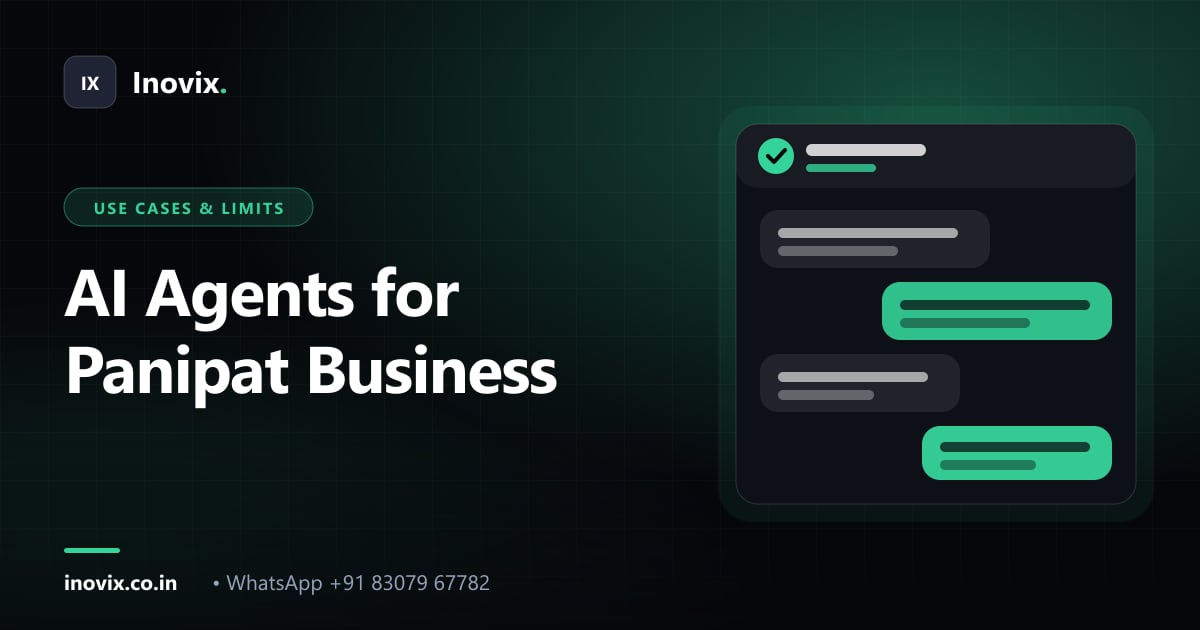 IX
Inovix.
USE CASES & LIMITS
AI Agents for
Panipat Business
inovix.co.in • WhatsApp +91 83079 67782